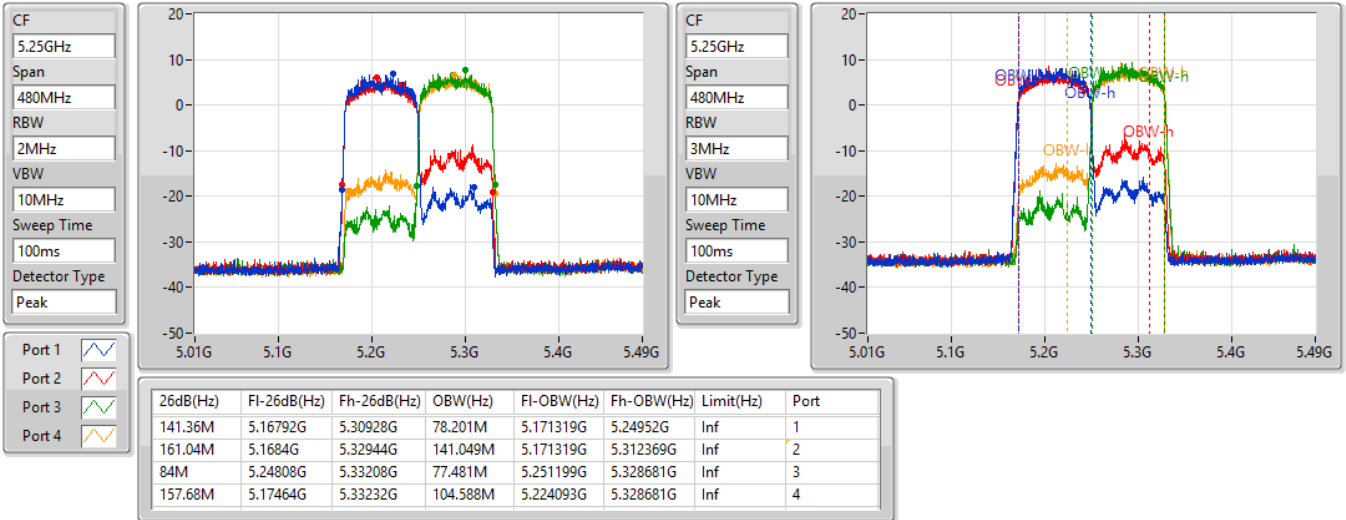 CF
5.25GHz
Span
480MHz
RBW
2MHz
VBW
10MHz
Sweep Time
100ms
Detector Type
Peak
20
10
0
-10
-20
-30
-40
-50
5.01G 5.1G 5.2G 5.3G 5.4G 5.49G
CF
5.25GHz
Span
480MHz
RBW
3MHz
VBW
10MHz
Sweep Time
100ms
Detector Type
Peak
20
10
0
-10
-20
-30
-40
-50
OBW-h
OBW-h
5.01G 5.1G 5.2G 5.3G 5.4G 5.49G
Port 1
Port 2
Port 3
Port 4
26dB(Hz) Fl-26dB(Hz) Fh-26dB(Hz) OBW(Hz) Fl-OBW(Hz) Fh-OBW(Hz) Limit(Hz) Port
141.36M 5.16792G 5.30928G 78.201M 5.171319G 5.24952G Inf 1
161.04M 5.1684G 5.32944G 141.049M 5.171319G 5.312369G Inf 2
84M 5.24808G 5.33208G 77.481M 5.251199G 5.328681G Inf 3
157.68M 5.17464G 5.33232G 104.588M 5.224093G 5.328681G Inf 4